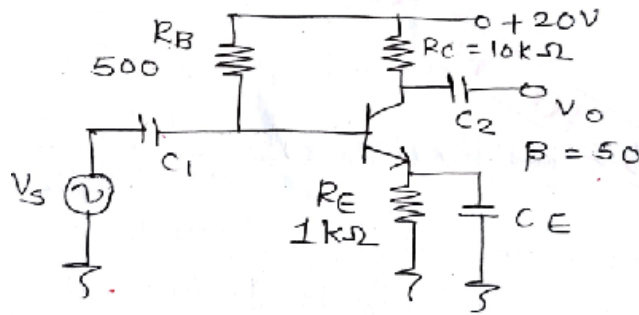 +20V
RB
500
RC = 10kΩ
C1
C2
Vo
β = 50
Vs
RE
1kΩ
CE